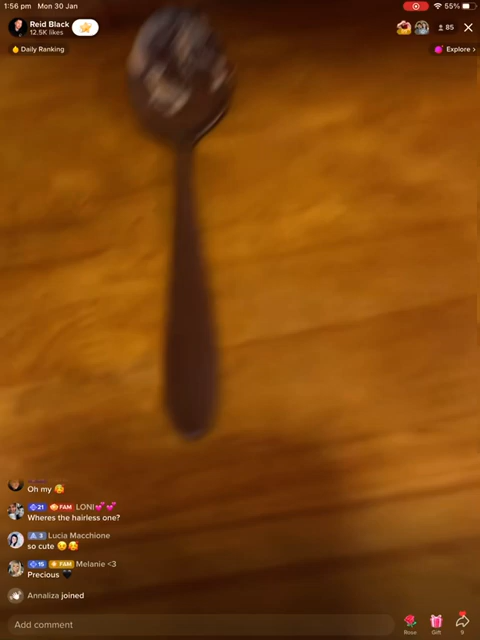 1:56 pm Mon 30 Jan
55%
Reid Black
12.5K likes
85
Daily Ranking
Explore
Oh my
21 FAM LONI
Wheres the hairless one?
3 Lucia Macchione
so cute
15 FAM Melanie <3
Precious
Annaliza joined
Add comment
Rose
Gift
9